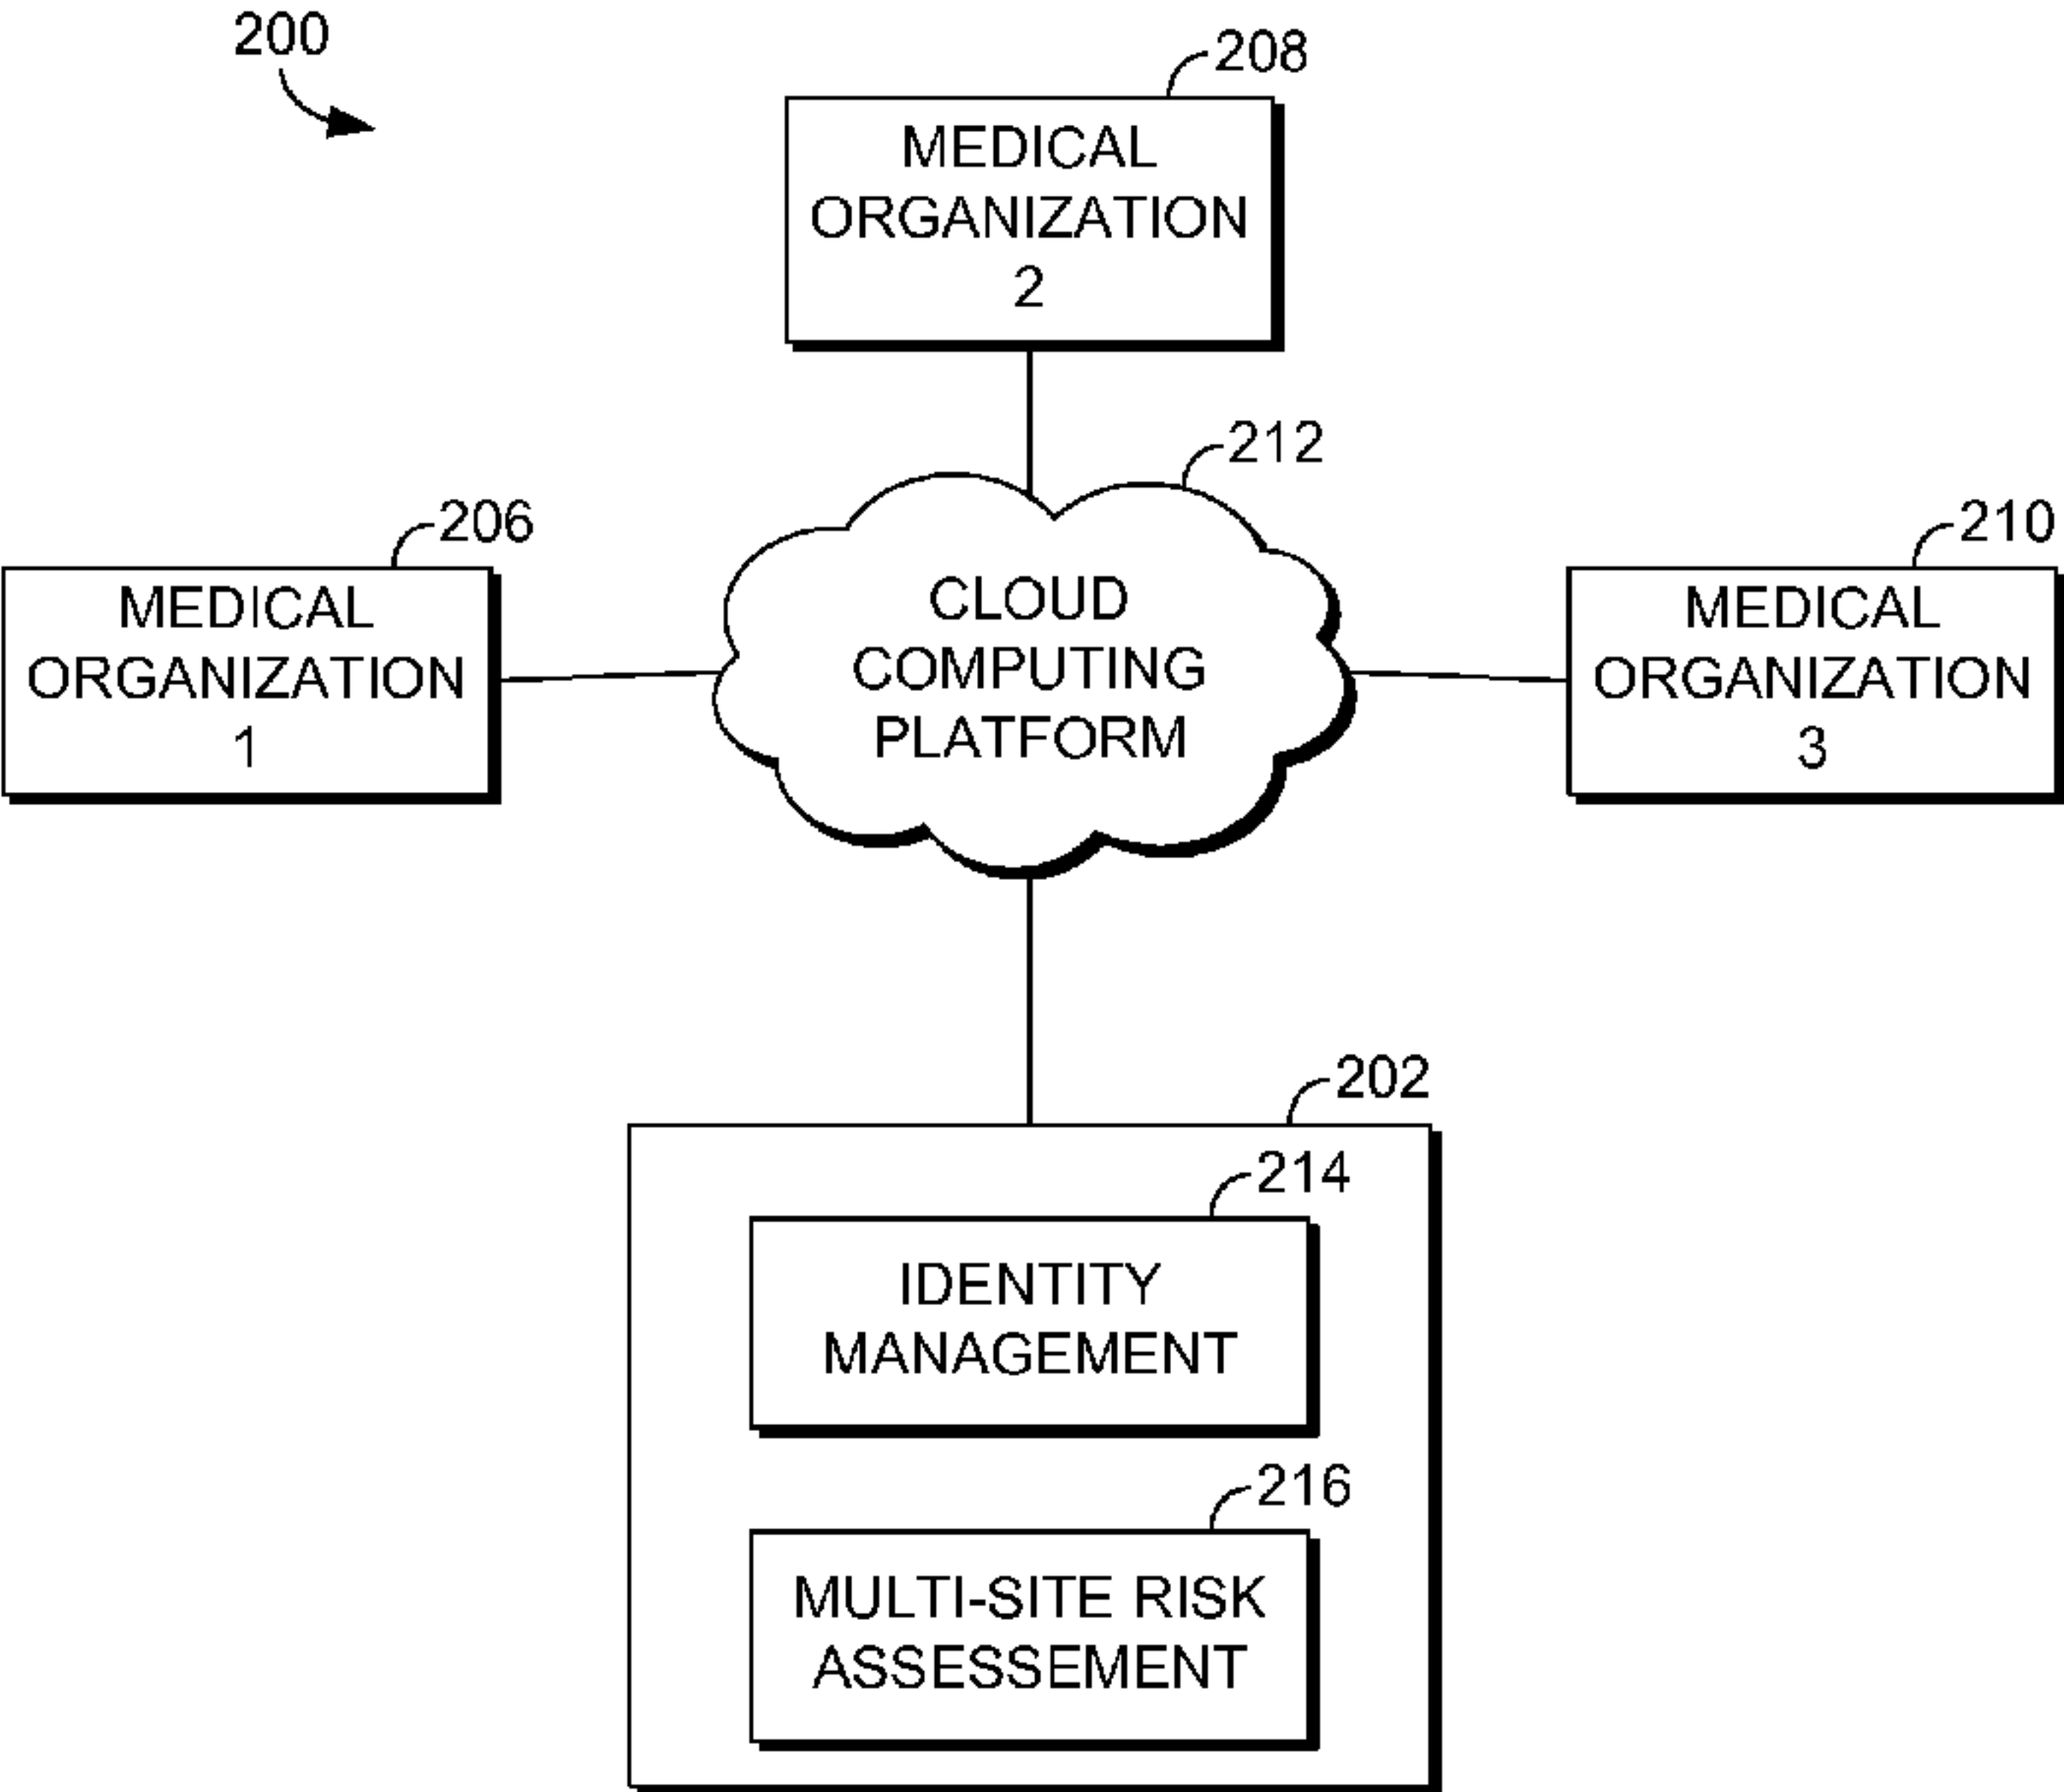 200
208
MEDICAL
ORGANIZATION
2
212
206
210
MEDICAL
ORGANIZATION
1
CLOUD
COMPUTING
PLATFORM
MEDICAL
ORGANIZATION
3
202
214
IDENTITY
MANAGEMENT
216
MULTI-SITE RISK
ASSESSEMENT